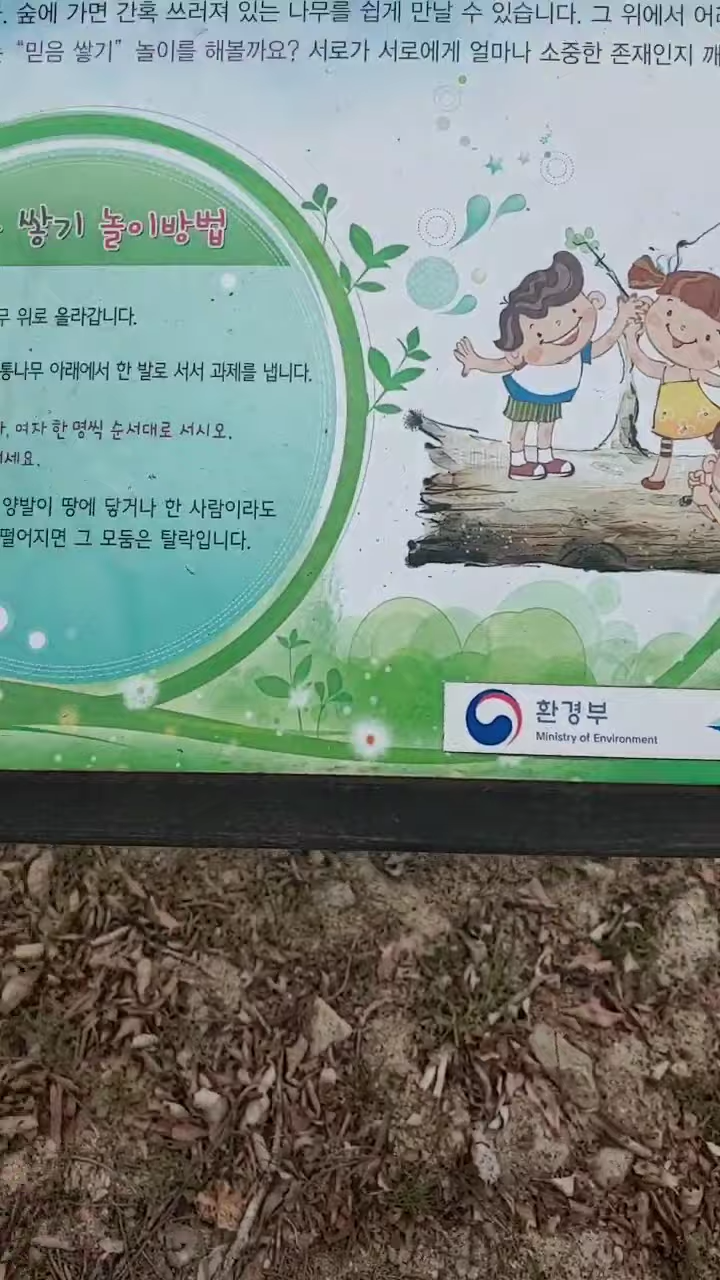 숲에 가면 간혹 쓰러져 있는 나무를 쉽게 만날 수 있습니다. 그 위에서
"믿음 쌓기" 놀이를 해볼까요? 서로가 서로에게 얼마나 소중한 존재인지
쌓기 놀이방법
위로 올라갑니다.
통나무 아래에서 한 발로 서서 과제를 냅니다.
여자 한 명씩 순서대로 서시오.
양발이 땅에 닿거나 한 사람이라도
떨어지면 그 모둠은 탈락입니다.
환경부
Ministry of Environment